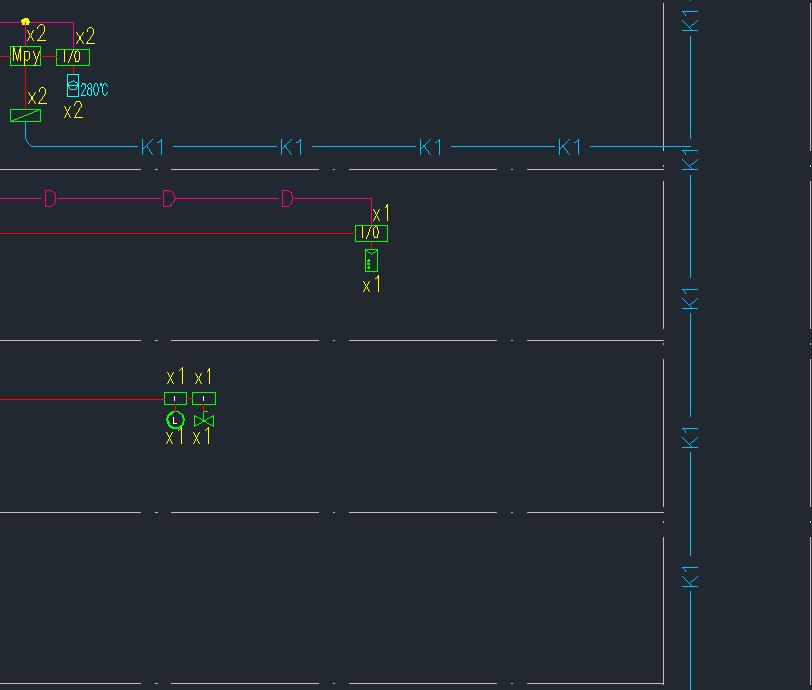 K1
x2 x2
Mpy I/O
280℃
x2 x2
K1 K1 K1 K1 K1
D D D
x1
I/O
x1
K1
x1 x1
I I
L
x1 x1
K1
K1